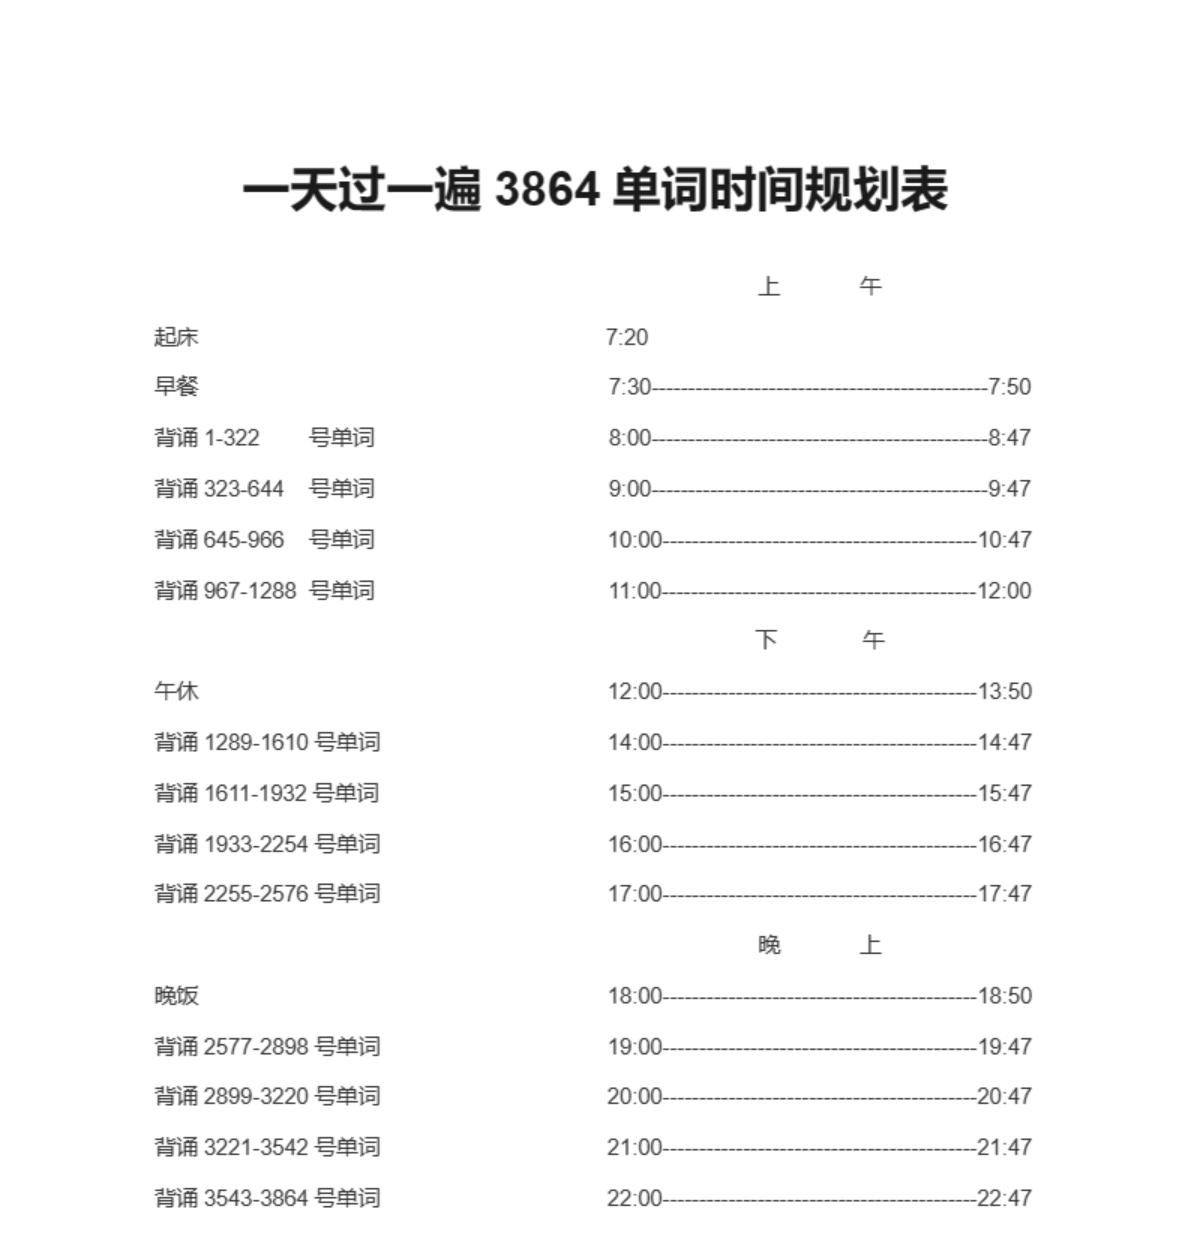 一天过一遍 3864 单词时间规划表
上 午
起床 7:20
早餐 7:30----------------------------------------------7:50
背诵 1-322 号单词 8:00----------------------------------------------8:47
背诵 323-644 号单词 9:00----------------------------------------------9:47
背诵 645-966 号单词 10:00-------------------------------------------10:47
背诵 967-1288 号单词 11:00-------------------------------------------12:00
下 午
午休 12:00-------------------------------------------13:50
背诵 1289-1610 号单词 14:00-------------------------------------------14:47
背诵 1611-1932 号单词 15:00-------------------------------------------15:47
背诵 1933-2254 号单词 16:00-------------------------------------------16:47
背诵 2255-2576 号单词 17:00-------------------------------------------17:47
晚 上
晚饭 18:00-------------------------------------------18:50
背诵 2577-2898 号单词 19:00-------------------------------------------19:47
背诵 2899-3220 号单词 20:00-------------------------------------------20:47
背诵 3221-3542 号单词 21:00-------------------------------------------21:47
背诵 3543-3864 号单词 22:00-------------------------------------------22:47